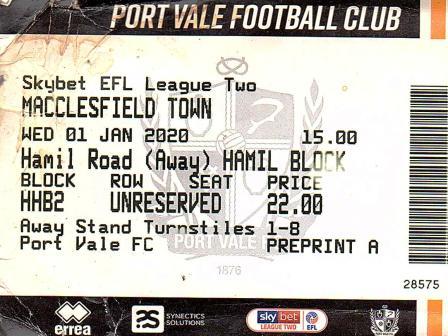 PORT VALE FOOTBALL CLUB
Skybet EFL League Two
MACCLESFIELD TOWN
WED 01 JAN 2020 15.00
Hamil Road (Away) HAMIL BLOCK
BLOCK ROW SEAT PRICE
HHB2 UNRESERVED 22.00
Away Stand Turnstiles 1-8
Port Vale FC PREPRINT A
PORT VALE F
1876
28575
errea
2S SYNECTICS SOLUTIONS
sky bet EFL
LEAGUE TWO